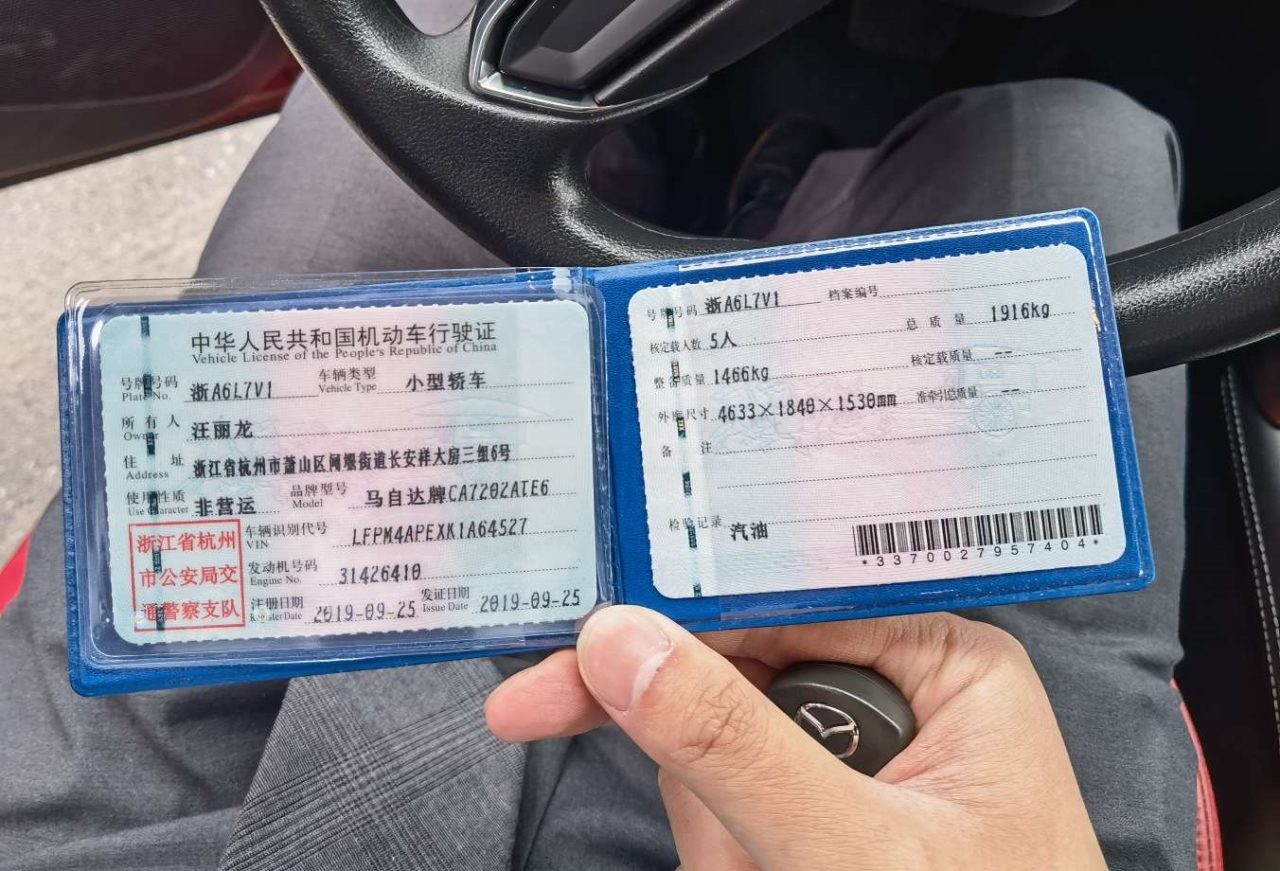 中华人民共和国机动车行驶证
Vehicle License of the People's Republic of China
号牌号码 Plate No. 浙A6L7V1 车辆类型 Vehicle Type 小型轿车
所有人 Owner 汪丽龙
住址 Address 浙江省杭州市萧山区闻堰街道长安祥大房三组6号
使用性质 Use Character 非营运 品牌型号 Model 马自达牌CA7202ATE6
浙江省杭州市公安局交通警察支队
车辆识别代号 VIN LFPM4APEXK1A64527
发动机号码 Engine No. 31426410
注册日期 Register Date 2019-09-25 发证日期 Issue Date 2019-09-25
号牌号码 浙A6L7V1 档案编号
核定载人数 5人 总质量 1916kg
整备质量 1466kg 核定载质量 --
外廓尺寸 4633×1840×1530mm 准牵引总质量 --
备注
检验记录 汽油
*3370027957404*